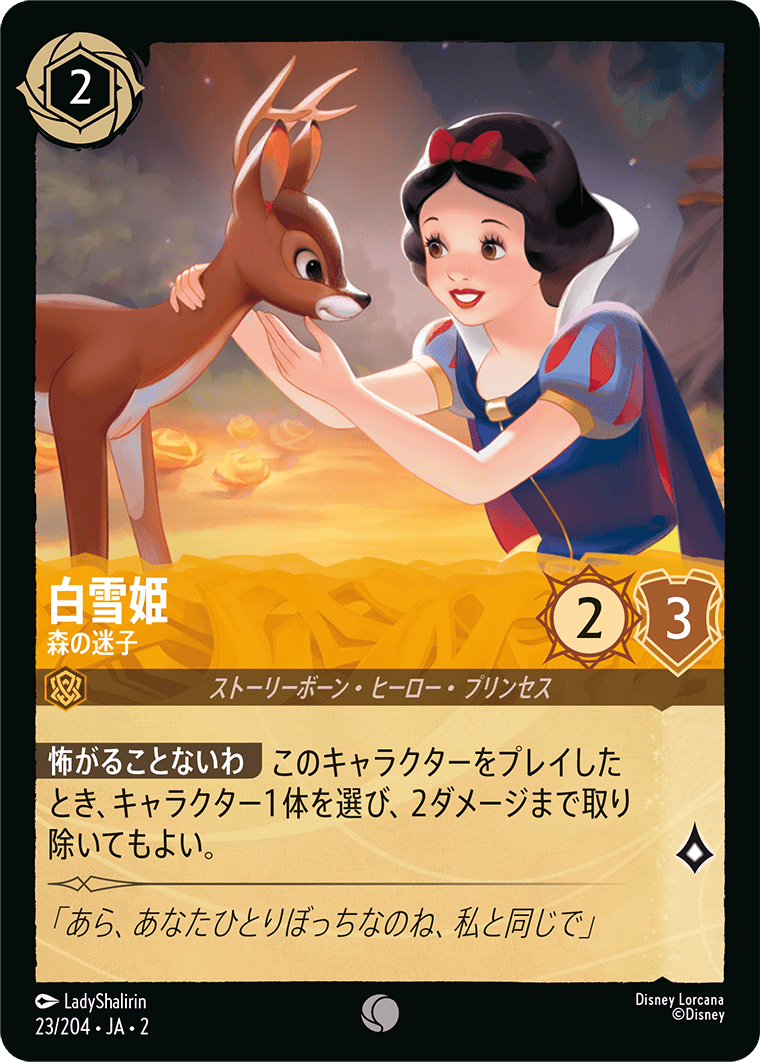 2
白雪姫
森の迷子
2
3
ストーリーボーン・ヒーロー・プリンセス
怖がることないわ このキャラクターをプレイした
とき、キャラクター1体を選び、2ダメージまで取り
除いてもよい。
「あら、あなたひとりぼっちなのね、私と同じで」
LadyShalirin
23/204・JA・2
Disney Lorcana
©Disney